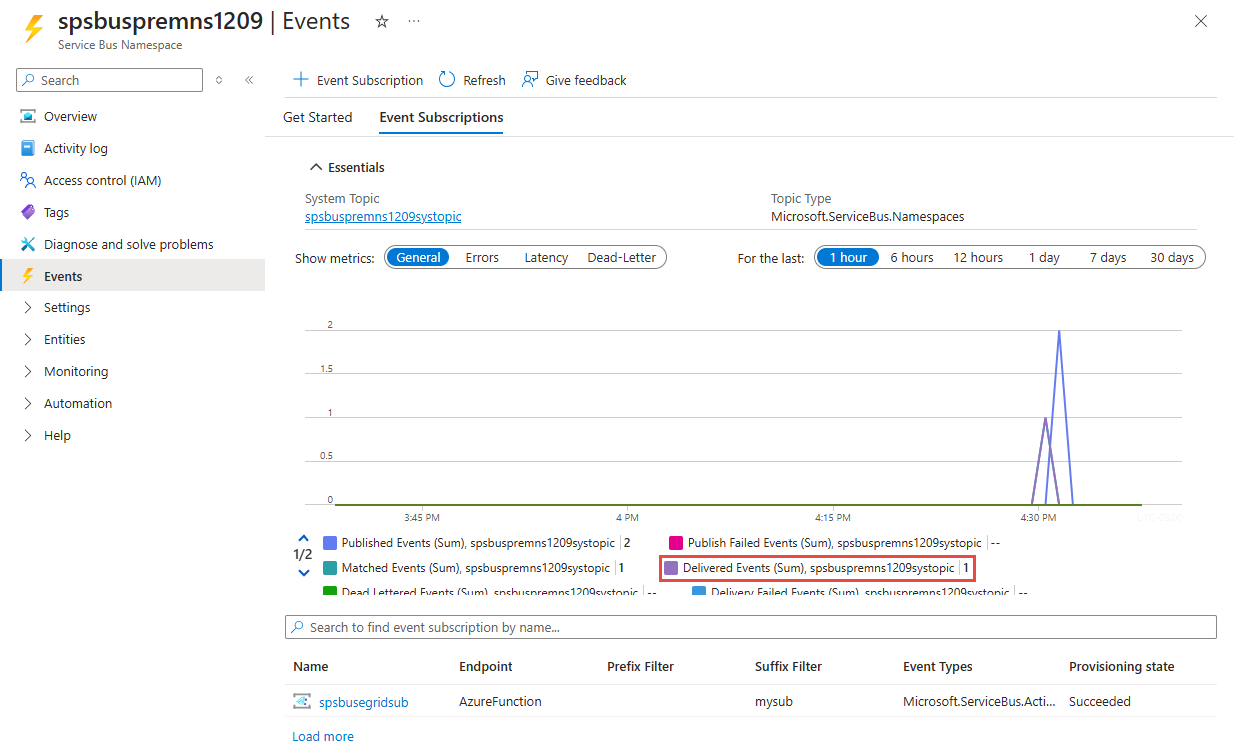 spsbuspremns1209 | Events
Service Bus Namespace
Search
Overview
Activity log
Access control (IAM)
Tags
Diagnose and solve problems
Events
Settings
Entities
Monitoring
Automation
Help
Event Subscription Refresh Give feedback
Get Started Event Subscriptions
Essentials
System Topic Topic Type
spsbuspremns1209systopic Microsoft.ServiceBus.Namespaces
Show metrics: General Errors Latency Dead-Letter For the last: 1 hour 6 hours 12 hours 1 day 7 days 30 days
2
1.5
1
0.5
0
3:45 PM 4 PM 4:15 PM 4:30 PM
1/2
Published Events (Sum), spsbuspremns1209systopic 2 Publish Failed Events (Sum), spsbuspremns1209systopic --
Matched Events (Sum), spsbuspremns1209systopic 1 Delivered Events (Sum), spsbuspremns1209systopic 1
Dead Lettered Events (Sum), spsbuspremns1209systopic -- Delivery Failed Events (Sum), spsbuspremns1209systopic --
Search to find event subscription by name...
Name Endpoint Prefix Filter Suffix Filter Event Types Provisioning state
spsbusegridsub AzureFunction mysub Microsoft.ServiceBus.Acti... Succeeded
Load more